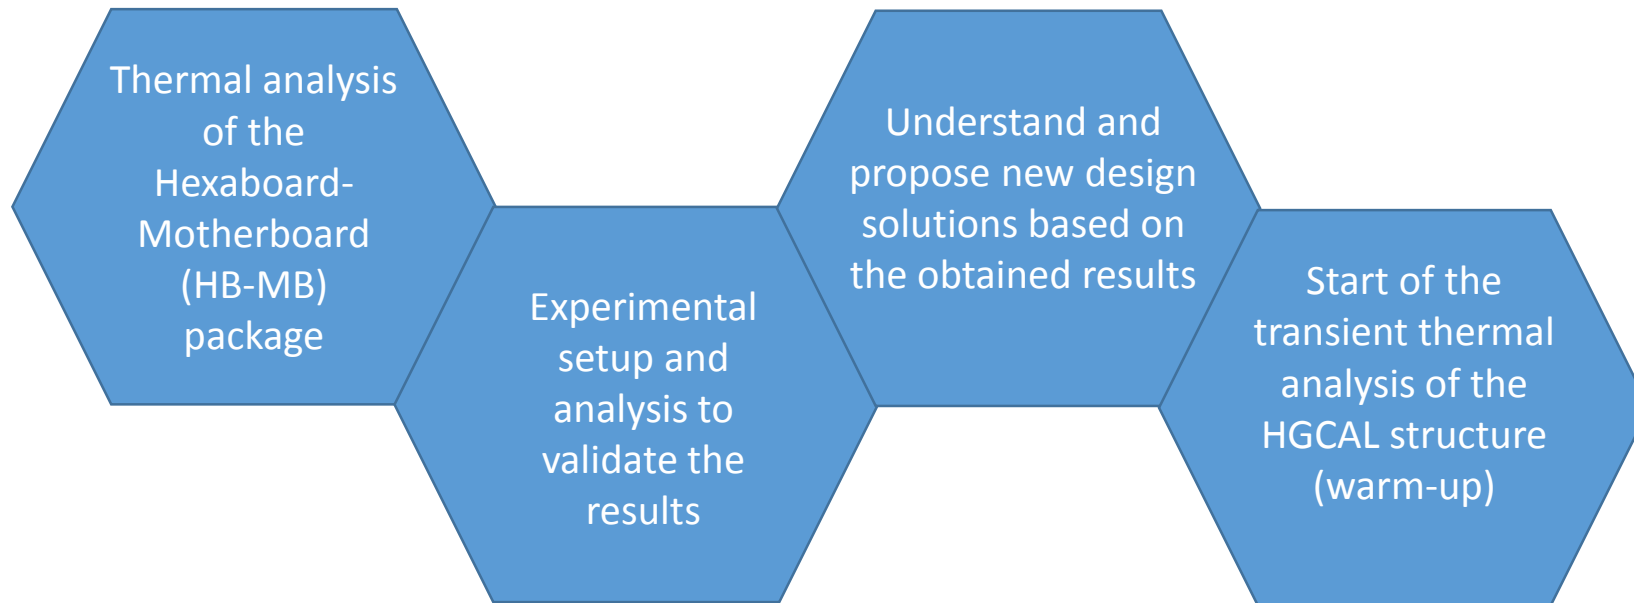 Thermal analysis
of the
Hexaboard-
Motherboard
(HB-MB)
package
Experimental
setup and
analysis to
validate the
results
Understand and
propose new design
solutions based on
the obtained results
Start of the
transient thermal
analysis of the
HGCAL structure
(warm-up)